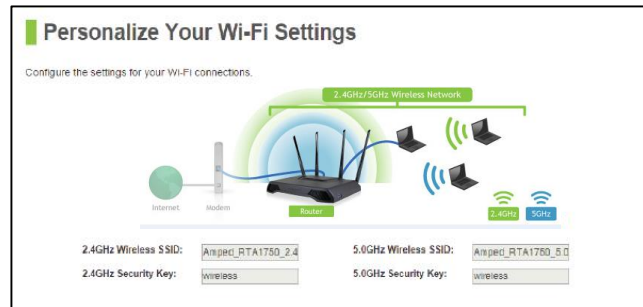 Personalize Your Wi-Fi Settings
Configure the settings for your Wi-Fi connections.
2.4GHz/5GHz Wireless Network
Internet
Modem
Router
2.4GHz
5GHz
2.4GHz Wireless SSID: Amped_RTA1750_2.4 5.0GHz Wireless SSID: Amped_RTA1750_5.0
2.4GHz Security Key: wireless 5.0GHz Security Key: wireless